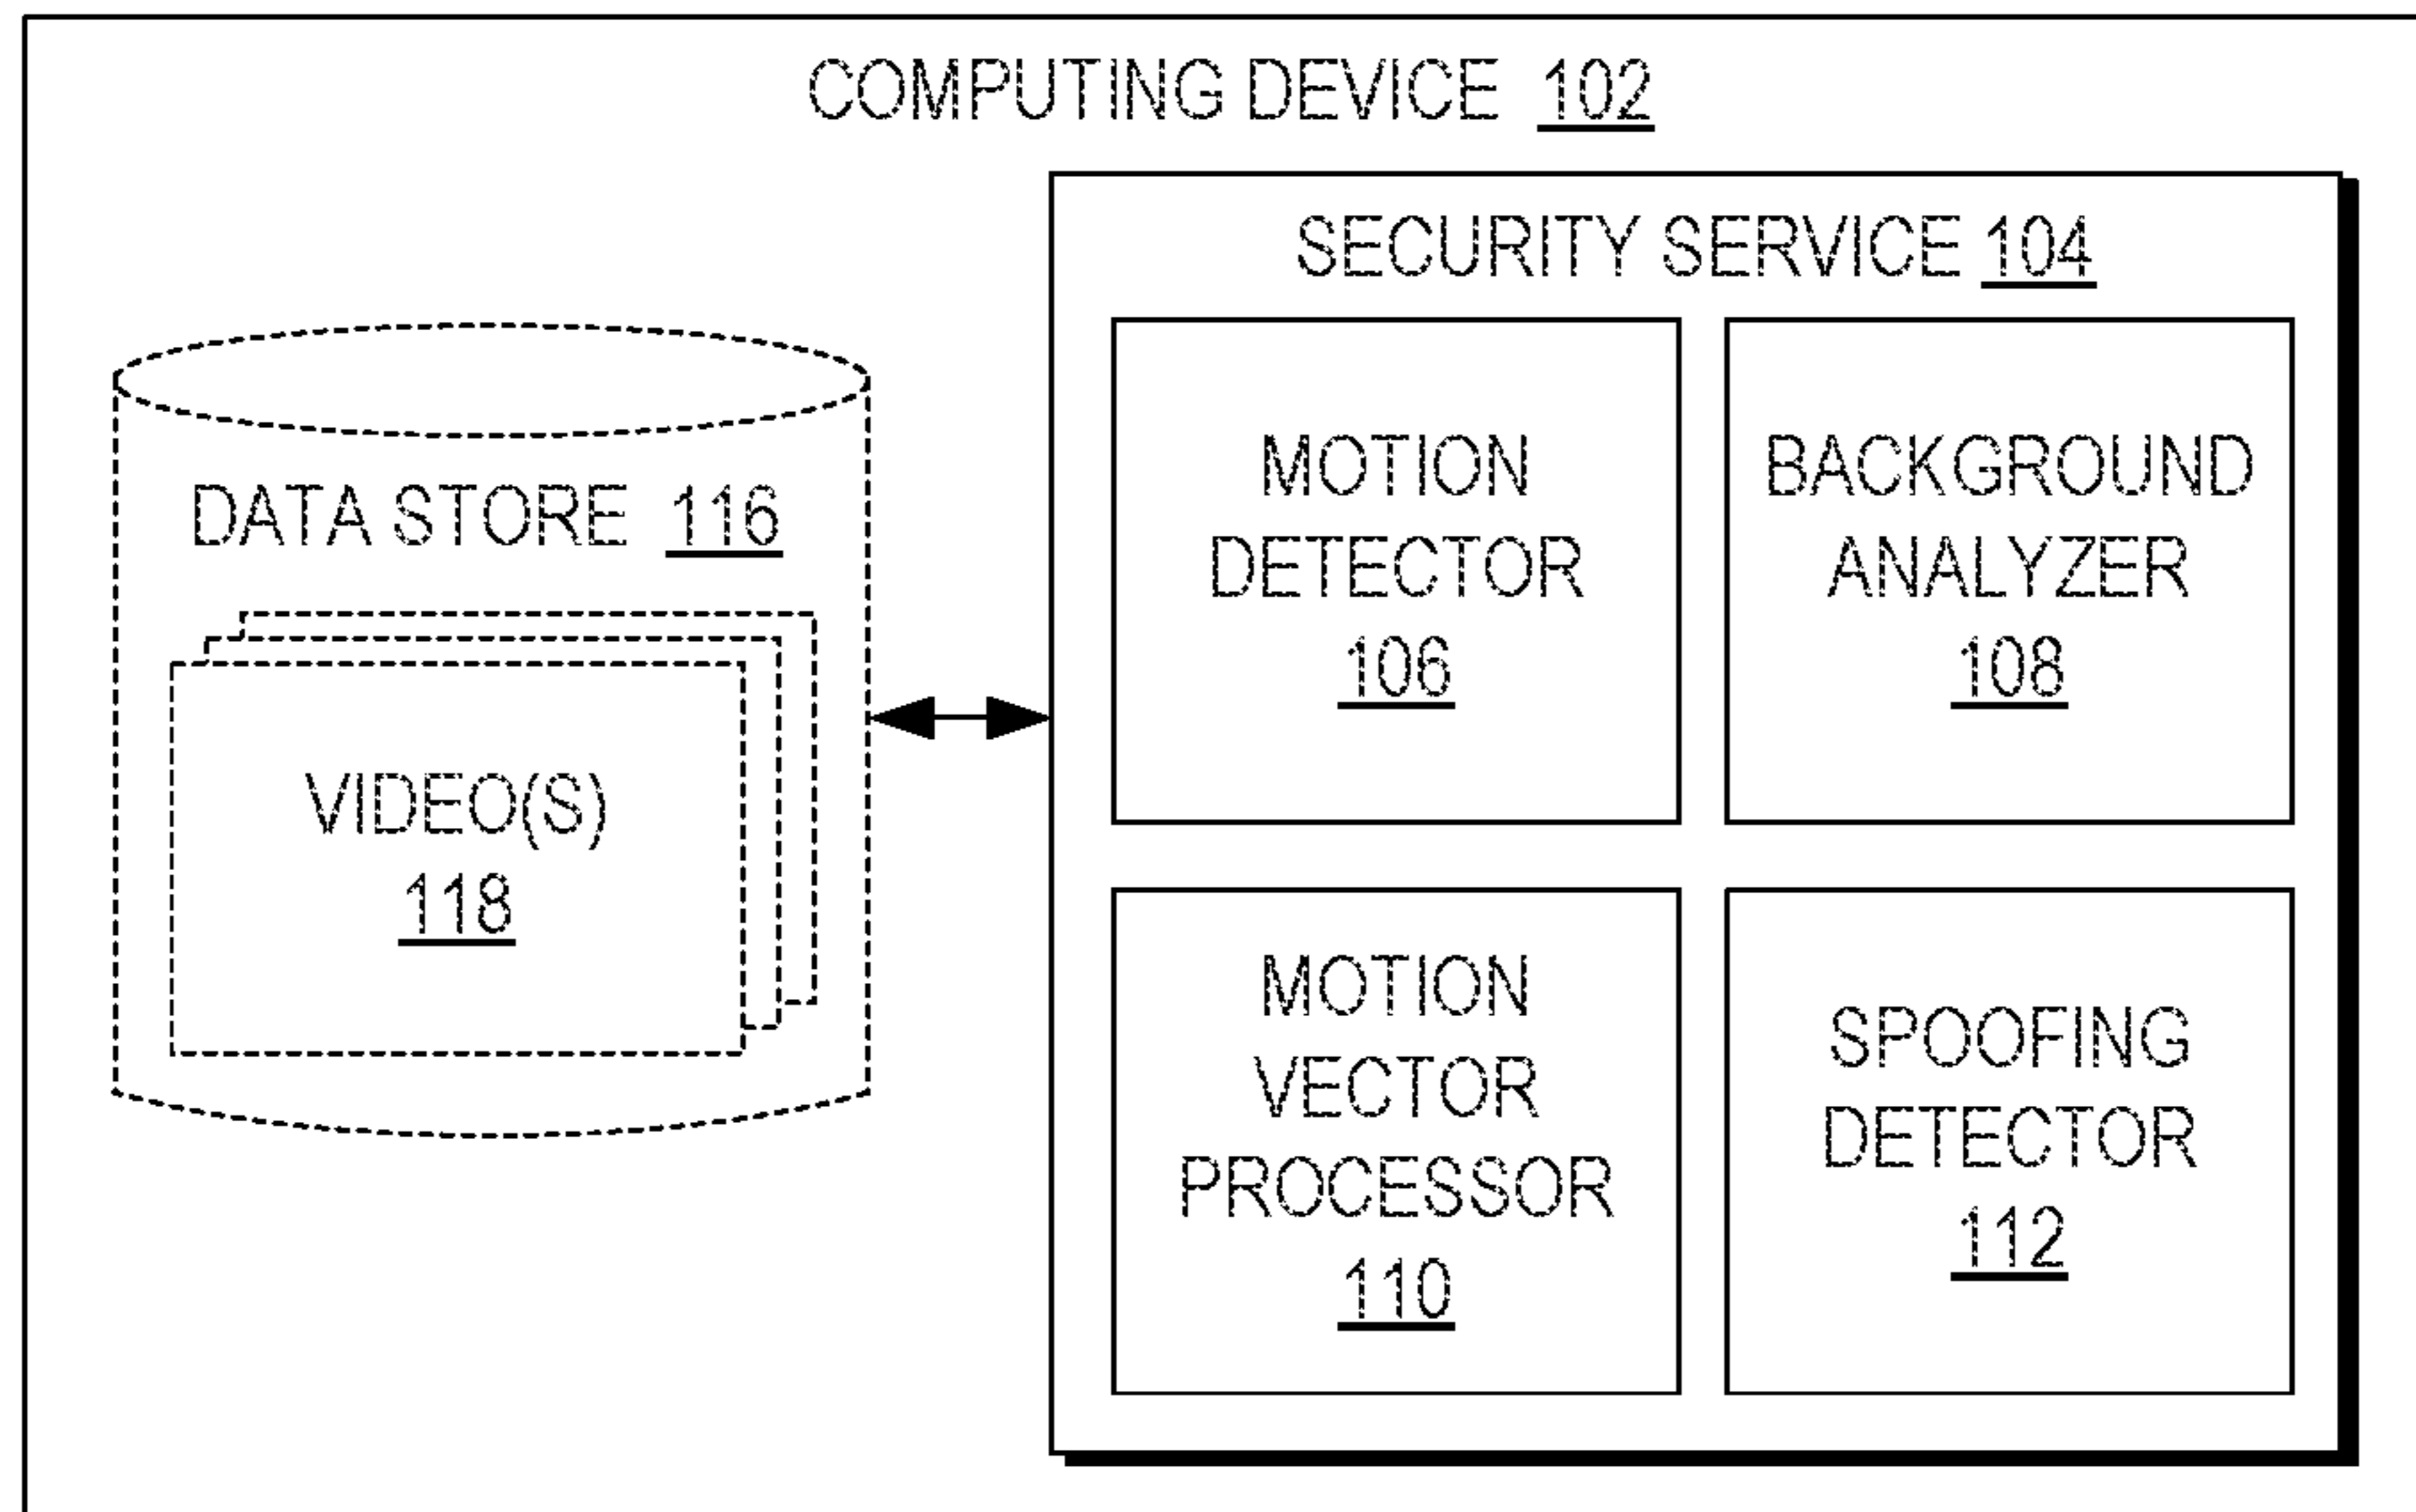 COMPUTING DEVICE 102
DATA STORE 116
VIDEO(S)
118
SECURITY SERVICE 104
MOTION
DETECTOR
106
BACKGROUND
ANALYZER
108
MOTION
VECTOR
PROCESSOR
110
SPOOFING
DETECTOR
112